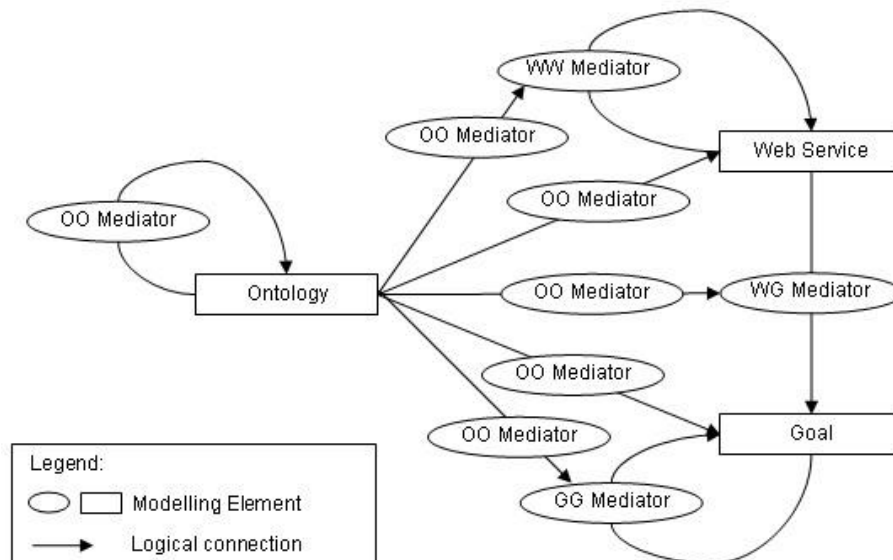 WW Mediator
OO Mediator
Web Service
OO Mediator
OO Mediator
Ontology
OO Mediator
WG Mediator
OO Mediator
OO Mediator
Goal
GG Mediator
Legend:
Modelling Element
Logical connection